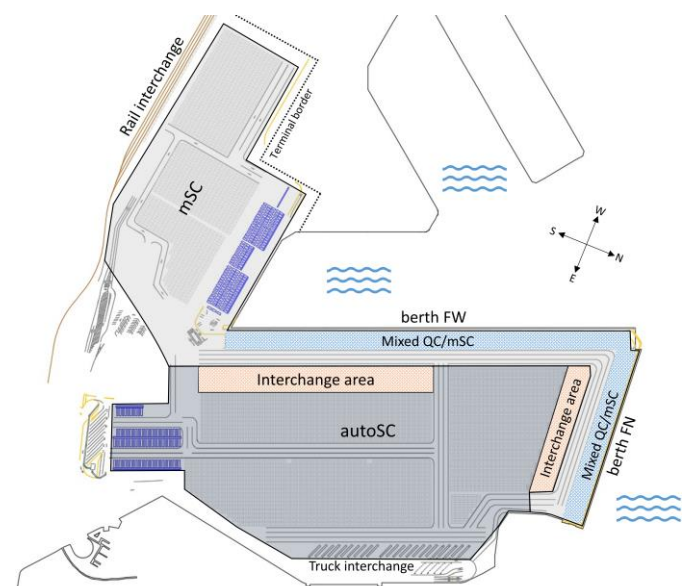 Rail interchange
Terminal border
mSC
W
S
N
E
berth FW
Mixed QC/mSC
Interchange area
autoSC
Interchange area
Mixed QC/mSC
berth FN
Truck interchange